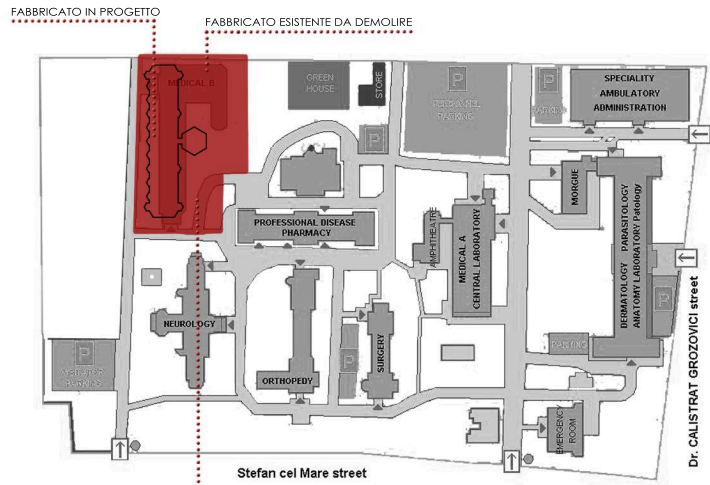 FABBRICATO IN PROGETTO
FABBRICATO ESISTENTE DA DEMOLIRE
MEDICAL B
GREEN
HOUSE
STORE
P
P
P
PARKING
P
SPECIALITY
AMBULATORY
ADMINISTRATION
PROFESSIONAL DISEASE
PHARMACY
AMPHITHEATRE
MEDICAL A
CENTRAL LABORATORY
MORGUE
DERMATOLOGY PARASITOLOGY
ANATOMY LABORATORY Patology
NEUROLOGY
ORTHOPEDY
P
SURGERY
PARKING
P
P
PARKING
EMERGENCY
ROOM
Dr. CALISTRAT GROZOVICI street
Stefan cel Mare street